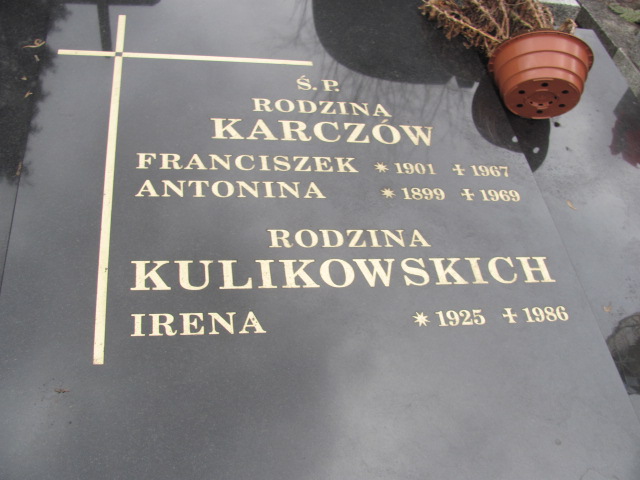 Ś. P.
RODZINA
KARCZÓW
FRANCISZEK ✷ 1901 ✝ 1967
ANTONINA ✷ 1899 ✝ 1969
RODZINA
KULIKOWSKICH
IRENA ✷ 1925 ✝ 1986